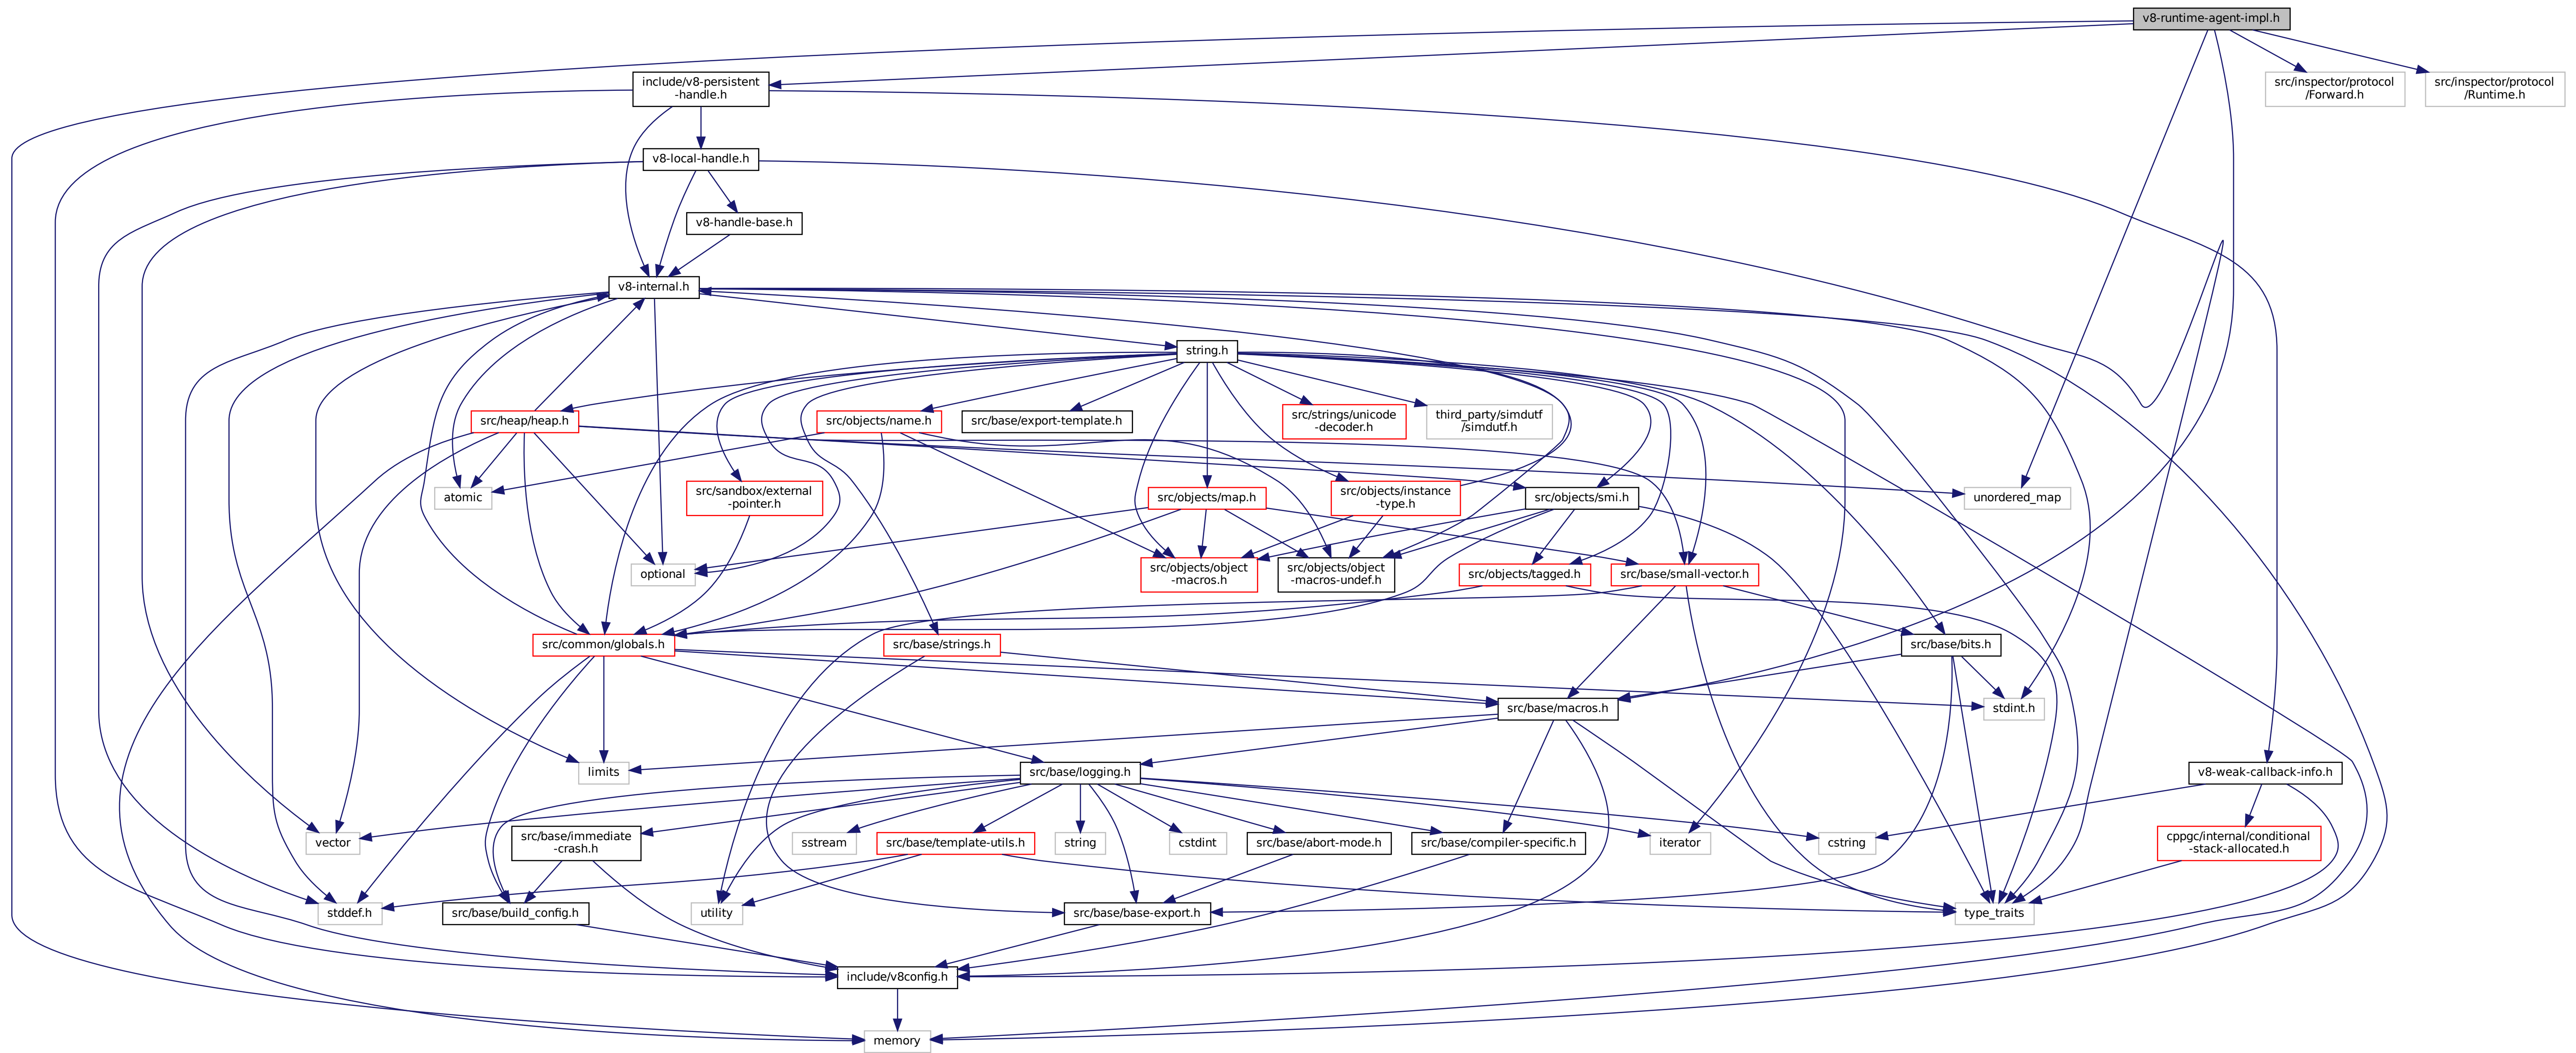 v8-runtime-agent-impl.h
include/v8-persistent
-handle.h
src/inspector/protocol
/Forward.h
src/inspector/protocol
/Runtime.h
v8-local-handle.h
v8-handle-base.h
v8-internal.h
string.h
src/heap/heap.h
src/objects/name.h
src/base/export-template.h
src/strings/unicode
-decoder.h
third_party/simdutf
/simdutf.h
atomic
src/sandbox/external
-pointer.h
src/objects/map.h
src/objects/instance
-type.h
src/objects/smi.h
unordered_map
optional
src/objects/object
-macros.h
src/objects/object
-macros-undef.h
src/objects/tagged.h
src/base/small-vector.h
src/common/globals.h
src/base/strings.h
src/base/bits.h
src/base/macros.h
stdint.h
limits
src/base/logging.h
v8-weak-callback-info.h
vector
src/base/immediate
-crash.h
sstream
src/base/template-utils.h
string
cstdint
src/base/abort-mode.h
src/base/compiler-specific.h
iterator
cstring
cppgc/internal/conditional
-stack-allocated.h
stddef.h
src/base/build_config.h
utility
src/base/base-export.h
type_traits
include/v8config.h
memory